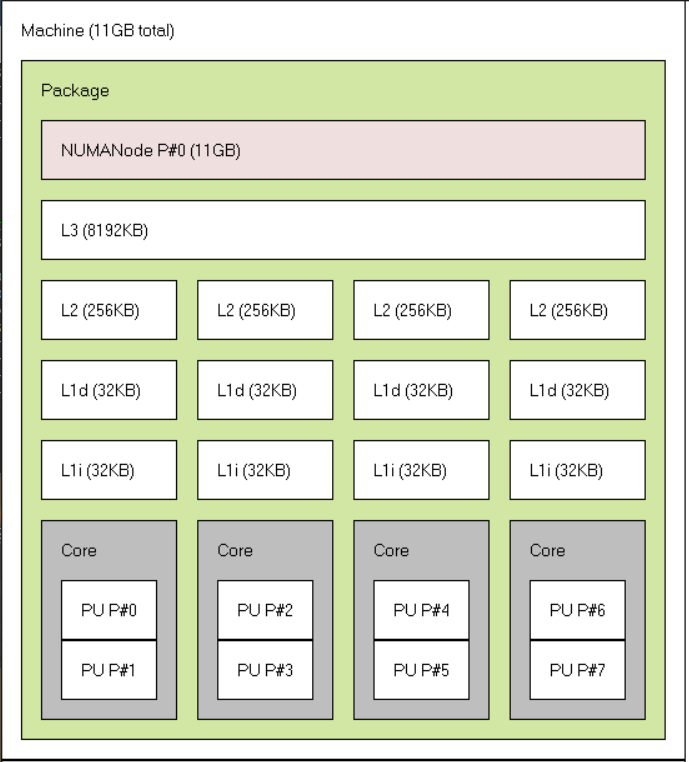 Machine (11GB total)
Package
NUMANode P#0 (11GB)
L3 (8192KB)
L2 (256KB) L2 (256KB) L2 (256KB) L2 (256KB)
L1d (32KB) L1d (32KB) L1d (32KB) L1d (32KB)
L1i (32KB) L1i (32KB) L1i (32KB) L1i (32KB)
Core Core Core Core
PU P#0 PU P#2 PU P#4 PU P#6
PU P#1 PU P#3 PU P#5 PU P#7